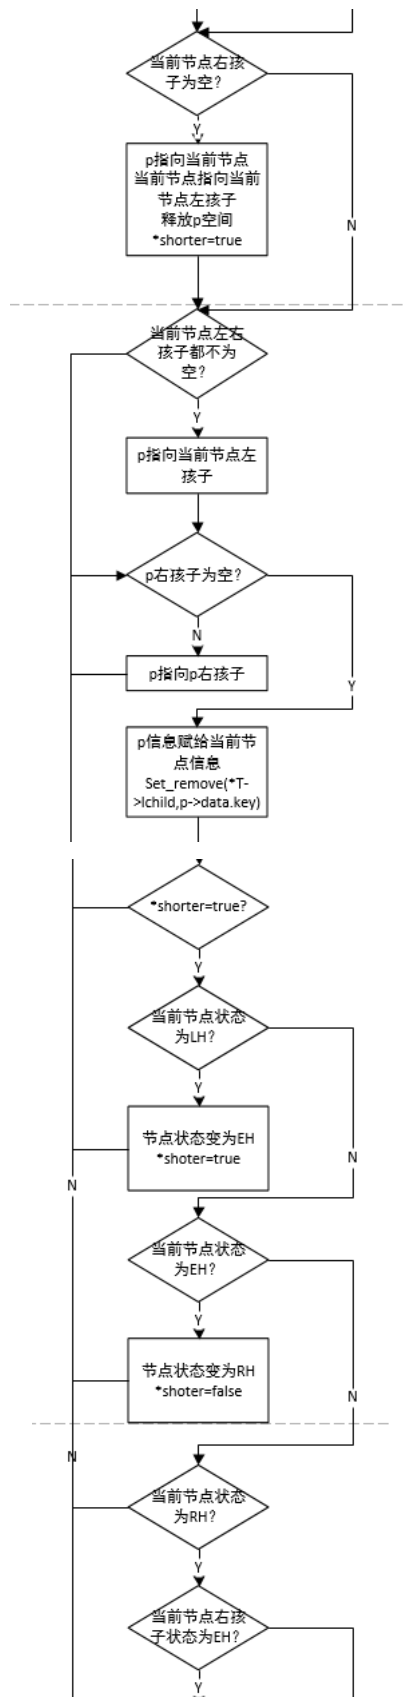 当前节点右孩
子为空？
Y
p指向当前节点
当前节点指向当前
节点左孩子
释放p空间
*shorter=true
N
当前节点左右
孩子都不为
空？
Y
p指向当前节点左
孩子
p右孩子为空？
N
p指向p右孩子
Y
p信息赋给当前节
点信息
Set_remove(*T-
>lchild,p->data.key)
*shorter=true?
Y
当前节点状态
为LH？
Y
节点状态变为EH
*shoter=true
N
N
当前节点状态
为EH？
Y
节点状态变为RH
*shoter=false
N
N
当前节点状态
为RH？
Y
当前节点右孩
子状态为EH？
Y